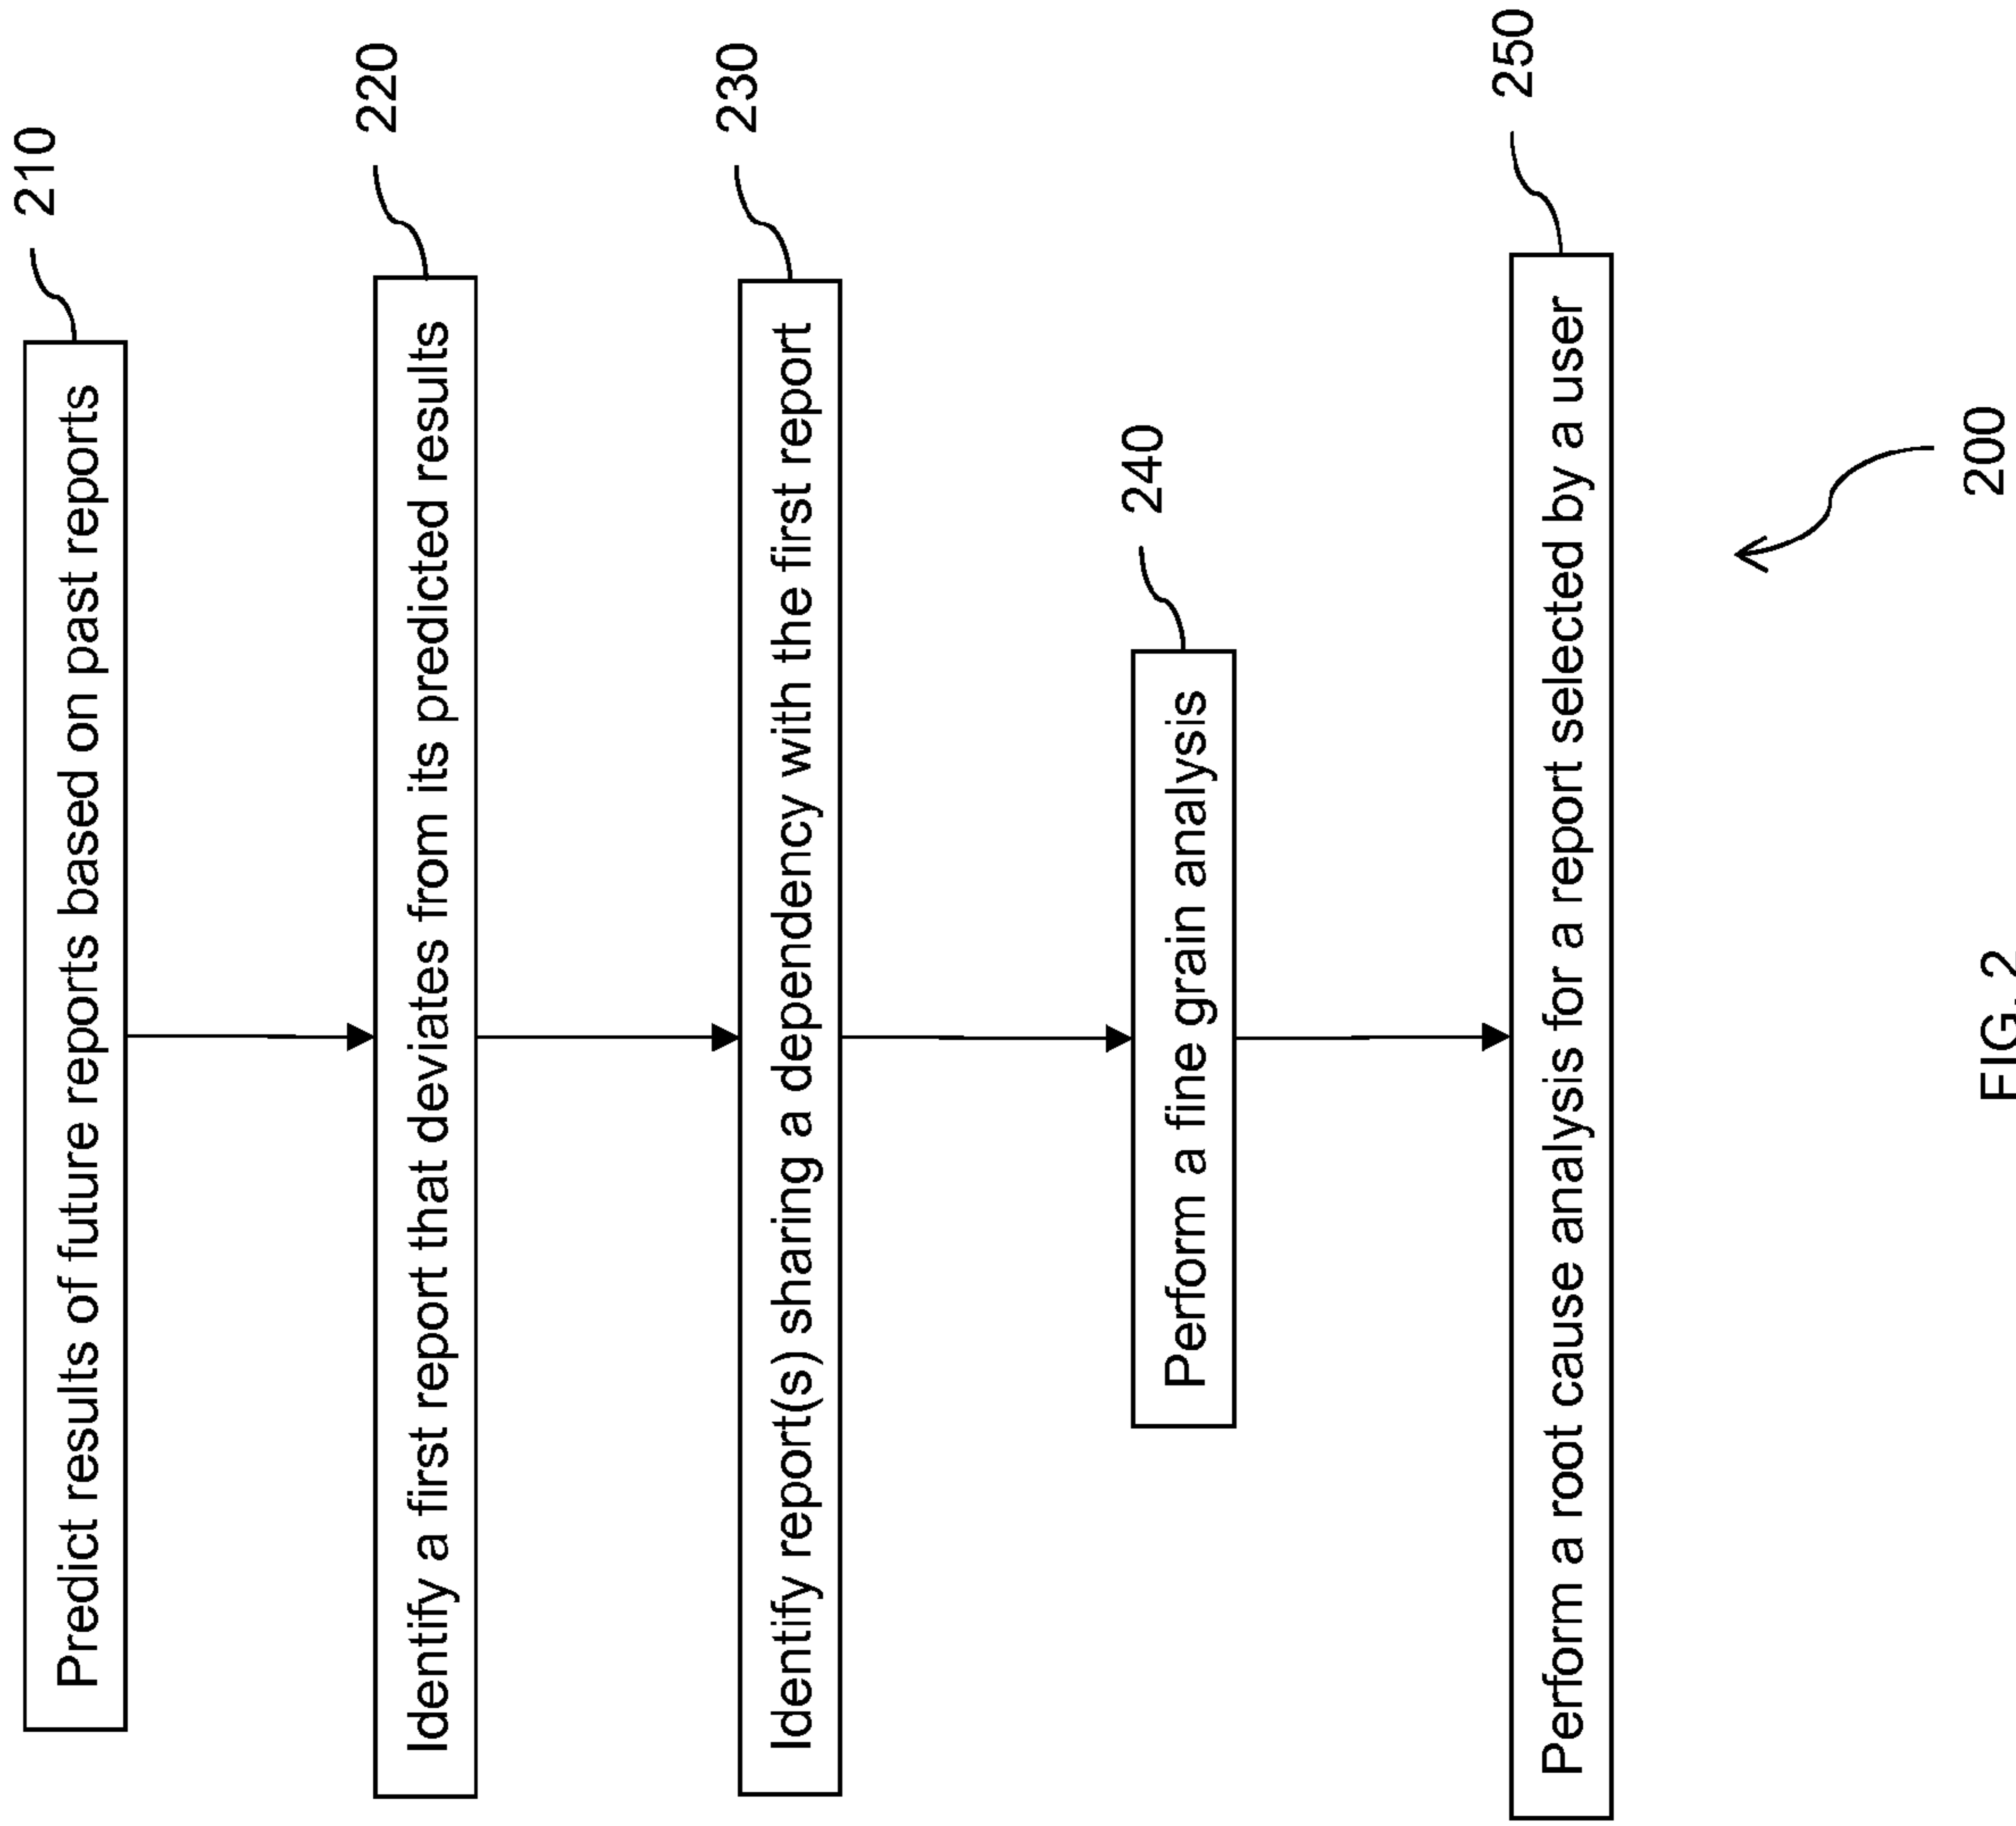 210
Predict results of future reports based on past reports
220
Identify a first report that deviates from its predicted results
230
Identify report(s) sharing a dependency with the first report
240
Perform a fine grain analysis
250
Perform a root cause analysis for a report selected by a user
200
FIG. 2